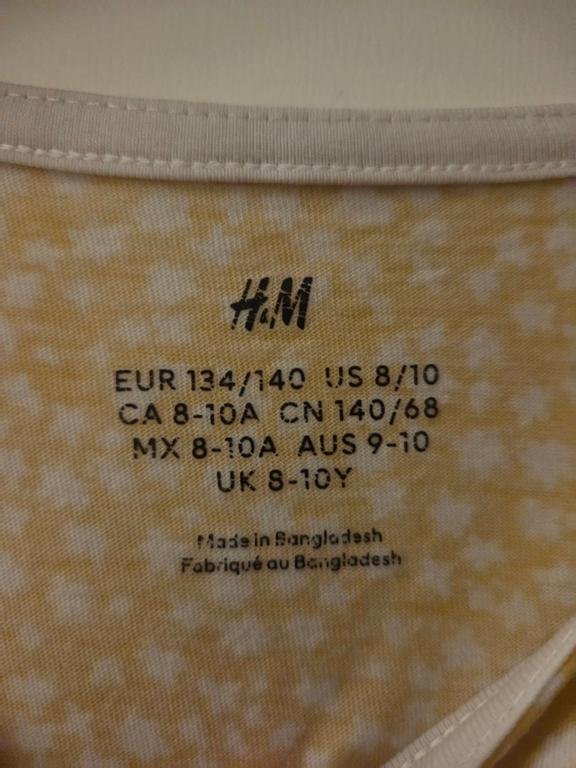 H&M
EUR 134/140 US 8/10
CA 8-10A CN 140/68
MX 8-10A AUS 9-10
UK 8-10Y
Made in Bangladesh
Fabriqué au Bangladesh